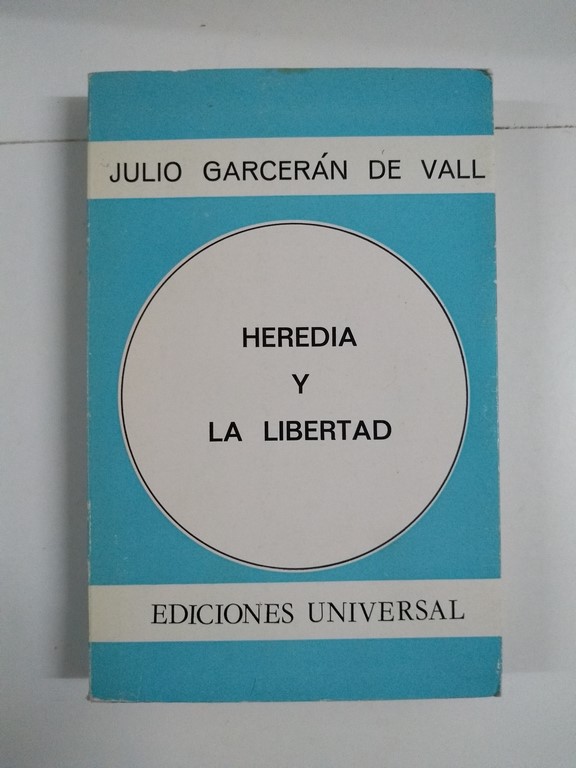 JULIO GARCERÁN DE VALL
HEREDIA
Y
LA LIBERTAD
EDICIONES UNIVERSAL